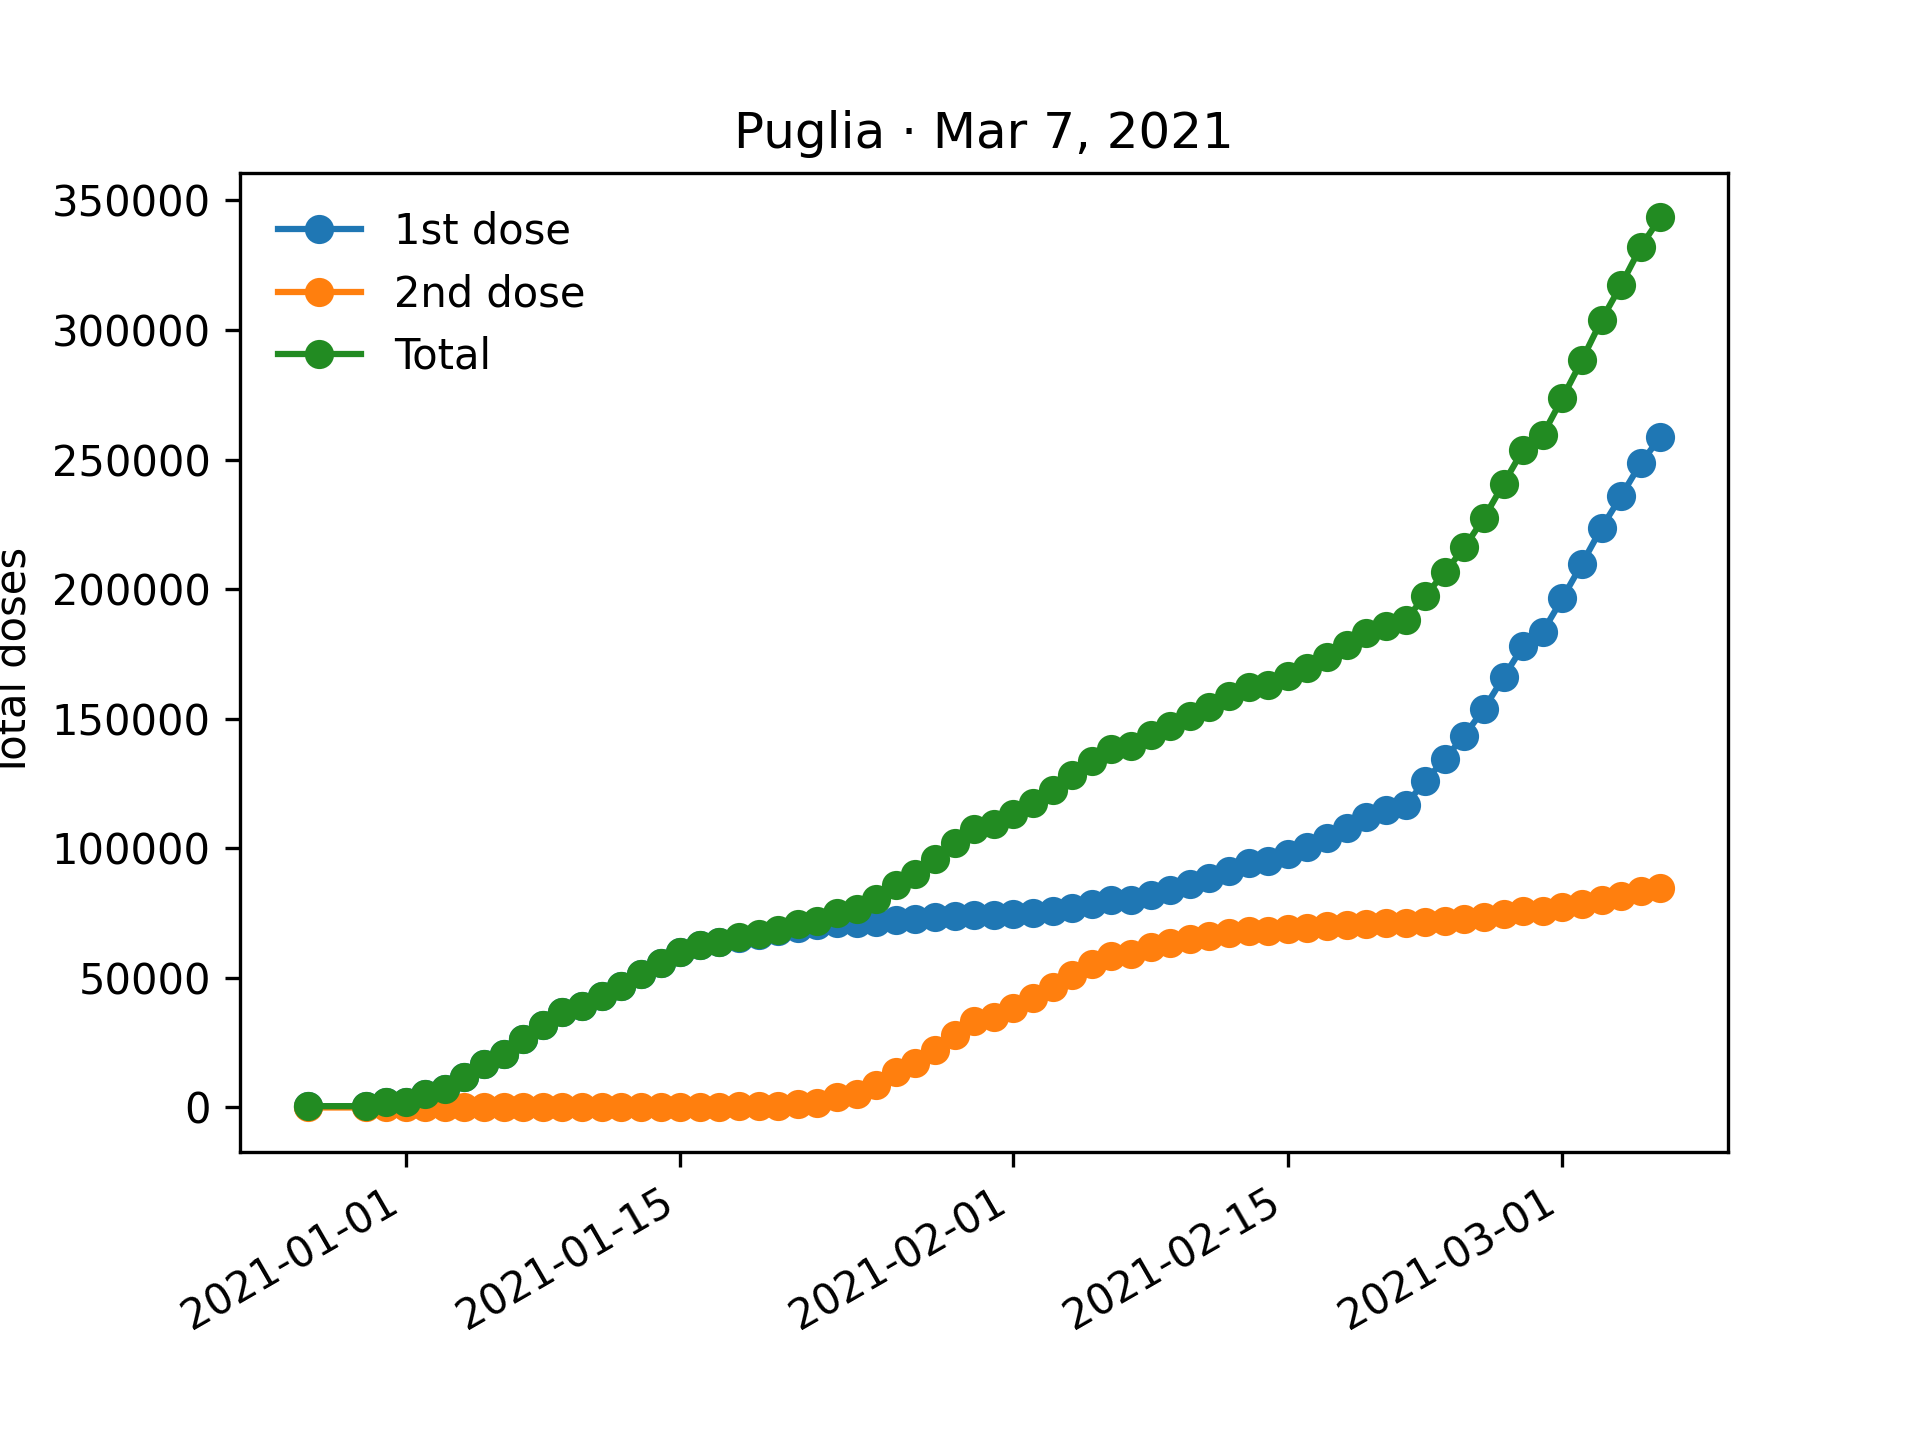 Puglia · Mar 7, 2021
350000
300000
250000
200000
150000
100000
50000
0
Total doses
1st dose
2nd dose
Total
2021-01-01
2021-01-15
2021-02-01
2021-02-15
2021-03-01